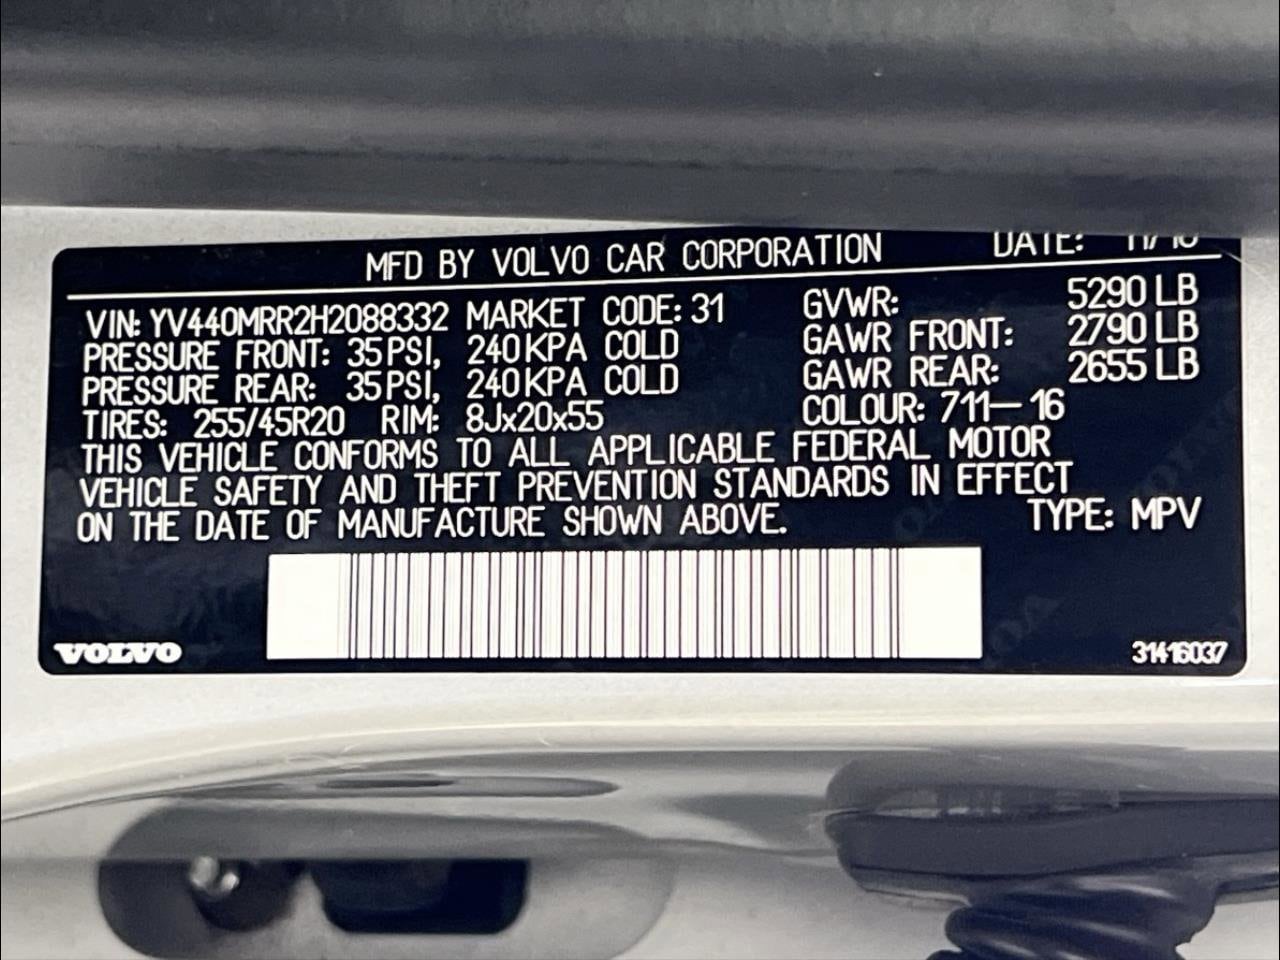 MFD BY VOLVO CAR CORPORATION DATE: 11/16
VIN: YV440MRR2H2088332 MARKET CODE: 31 GVWR: 5290 LB
PRESSURE FRONT: 35 PSI, 240 KPA COLD GAWR FRONT: 2790 LB
PRESSURE REAR: 35 PSI, 240 KPA COLD GAWR REAR: 2655 LB
TIRES: 255/45R20 RIM: 8Jx20x55 COLOUR: 711-16
THIS VEHICLE CONFORMS TO ALL APPLICABLE FEDERAL MOTOR
VEHICLE SAFETY AND THEFT PREVENTION STANDARDS IN EFFECT
ON THE DATE OF MANUFACTURE SHOWN ABOVE. TYPE: MPV
VOLVO 31416037